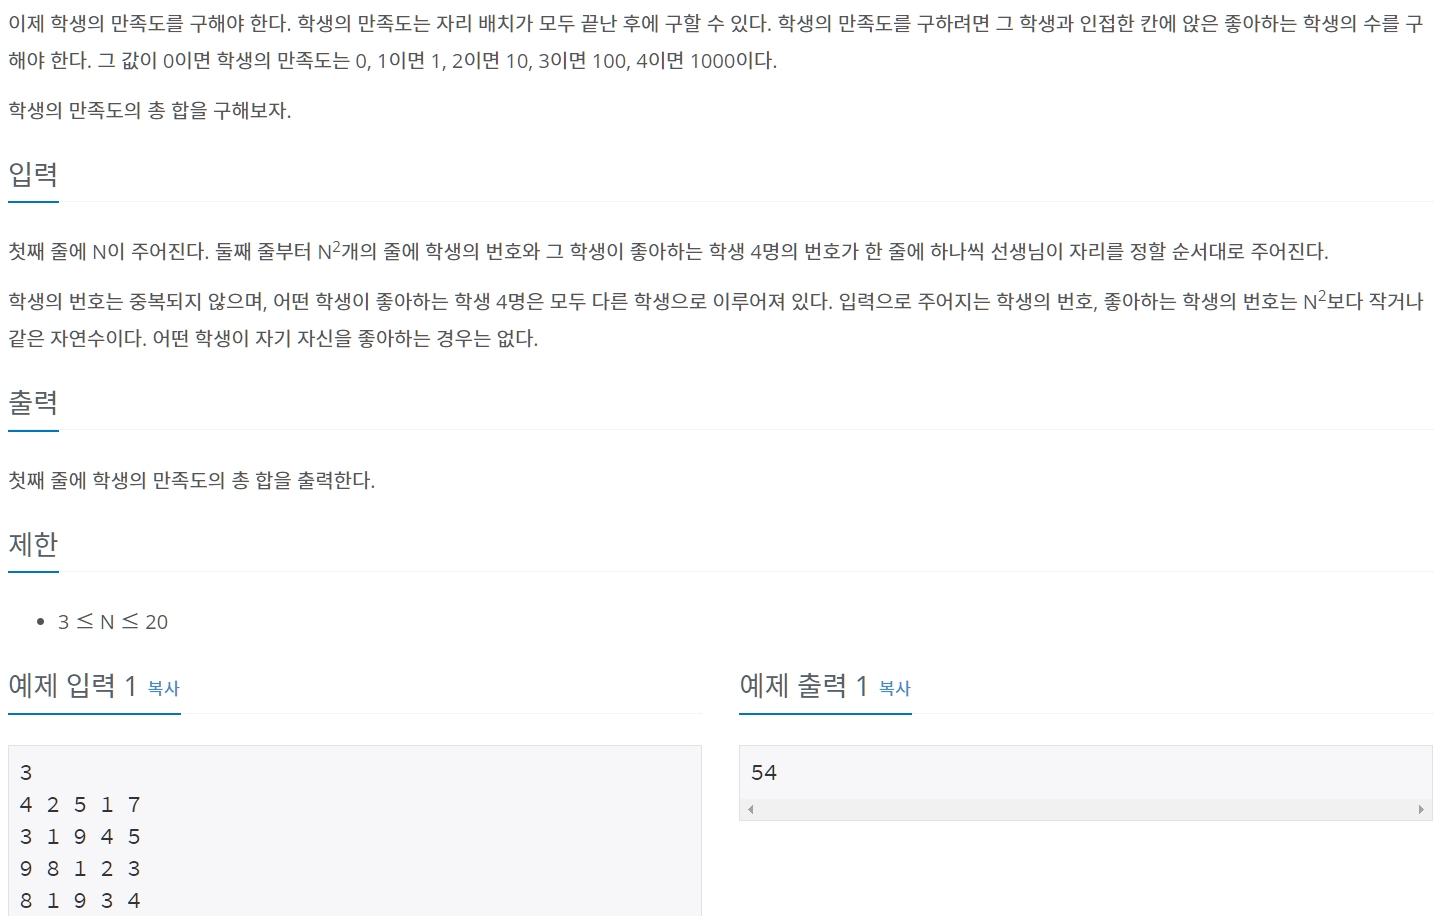 이제 학생의 만족도를 구해야 한다. 학생의 만족도는 자리 배치가 모두 끝난 후에 구할 수 있다. 학생의 만족도를 구하려면 그 학생과 인접한 칸에 앉은 좋아하는 학생의 수를 구
해야 한다. 그 값이 0이면 학생의 만족도는 0, 1이면 1, 2이면 10, 3이면 100, 4이면 1000이다.
학생의 만족도의 총 합을 구해보자.
입력
첫째 줄에 N이 주어진다. 둘째 줄부터 N²개의 줄에 학생의 번호와 그 학생이 좋아하는 학생 4명의 번호가 한 줄에 하나씩 선생님이 자리를 정할 순서대로 주어진다.
학생의 번호는 중복되지 않으며, 어떤 학생이 좋아하는 학생 4명은 모두 다른 학생으로 이루어져 있다. 입력으로 주어지는 학생의 번호, 좋아하는 학생의 번호는 N²보다 작거나
같은 자연수이다. 어떤 학생이 자기 자신을 좋아하는 경우는 없다.
출력
첫째 줄에 학생의 만족도의 총 합을 출력한다.
제한
• 3 ≤ N ≤ 20
예제 입력 1 복사
3
4 2 5 1 7
3 1 9 4 5
9 8 1 2 3
8 1 9 3 4
예제 출력 1 복사
54